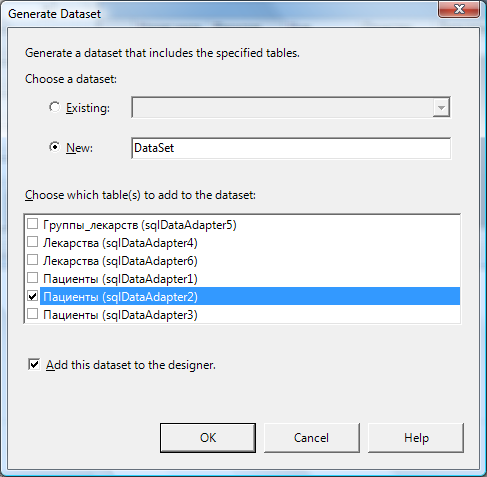 Generate Dataset
Generate a dataset that includes the specified tables.
Choose a dataset:
Existing:
New: DataSet
Choose which table(s) to add to the dataset:
Группы_лекарств (sqlDataAdapter5)
Лекарства (sqlDataAdapter4)
Лекарства (sqlDataAdapter6)
Пациенты (sqlDataAdapter1)
Пациенты (sqlDataAdapter2)
Пациенты (sqlDataAdapter3)
Add this dataset to the designer.
OK Cancel Help